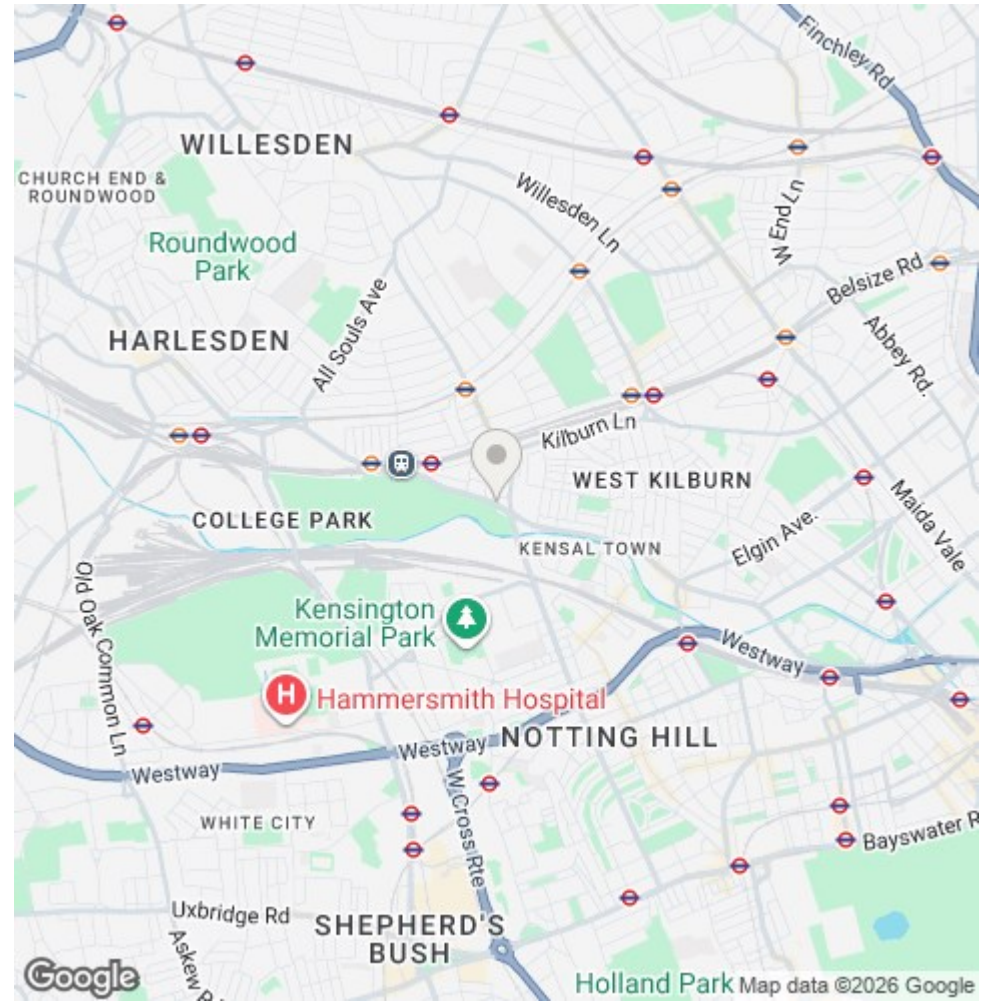 Finchley Rd
WILLESDEN
CHURCH END &
ROUNDWOOD
Willesden Ln
W End Ln
Roundwood
Park
Belsize Rd
All Souls Ave
HARLESDEN
Abbey Rd.
Kilburn Ln
WEST KILBURN
Maida Vale
COLLEGE PARK
Elgin Ave.
KENSAL TOWN
Old Oak Common Ln
Kensington
Memorial Park
Westway
H
Hammersmith Hospital
Westway
NOTTING HILL
Westway
W Cross Rte
WHITE CITY
Bayswater R
Uxbridge Rd
SHEPHERD'S
BUSH
Askew R
Google
Holland Park
Map data ©2026 Google